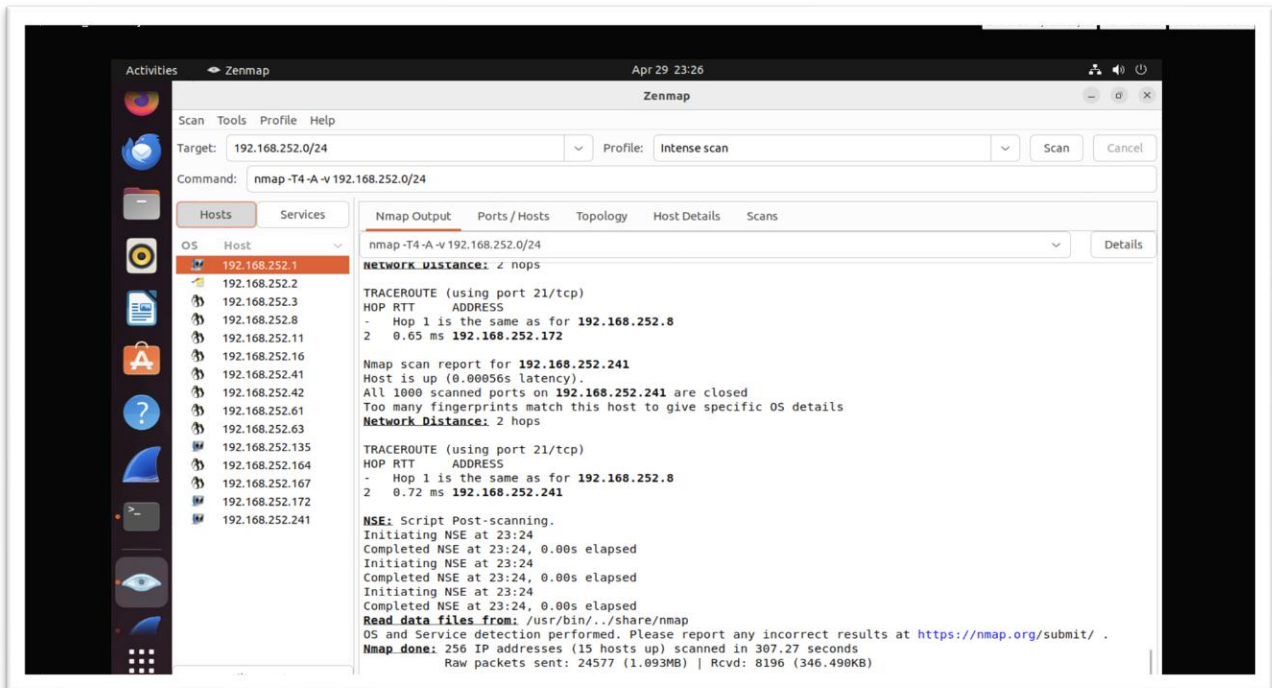 Activities Zenmap Apr 29 23:26
Zenmap
Scan Tools Profile Help
Target: 192.168.252.0/24 Profile: Intense scan Scan Cancel
Command: nmap -T4 -A -v 192.168.252.0/24
Hosts Services
OS Host
192.168.252.1
192.168.252.2
192.168.252.3
192.168.252.8
192.168.252.11
192.168.252.16
192.168.252.41
192.168.252.42
192.168.252.61
192.168.252.63
192.168.252.135
192.168.252.164
192.168.252.167
192.168.252.172
192.168.252.241
Nmap Output Ports / Hosts Topology Host Details Scans
nmap -T4 -A -v 192.168.252.0/24 Details
Network Distance: 2 hops
TRACEROUTE (using port 21/tcp)
HOP RTT ADDRESS
- Hop 1 is the same as for 192.168.252.8
2 0.65 ms 192.168.252.172
Nmap scan report for 192.168.252.241
Host is up (0.00056s latency).
All 1000 scanned ports on 192.168.252.241 are closed
Too many fingerprints match this host to give specific OS details
Network Distance: 2 hops
TRACEROUTE (using port 21/tcp)
HOP RTT ADDRESS
- Hop 1 is the same as for 192.168.252.8
2 0.72 ms 192.168.252.241
NSE: Script Post-scanning.
Initiating NSE at 23:24
Completed NSE at 23:24, 0.00s elapsed
Initiating NSE at 23:24
Completed NSE at 23:24, 0.00s elapsed
Initiating NSE at 23:24
Completed NSE at 23:24, 0.00s elapsed
Read data files from: /usr/bin/../share/nmap
OS and Service detection performed. Please report any incorrect results at https://nmap.org/submit/ .
Nmap done: 256 IP addresses (15 hosts up) scanned in 307.27 seconds
Raw packets sent: 24577 (1.093MB) | Rcvd: 8196 (346.490KB)